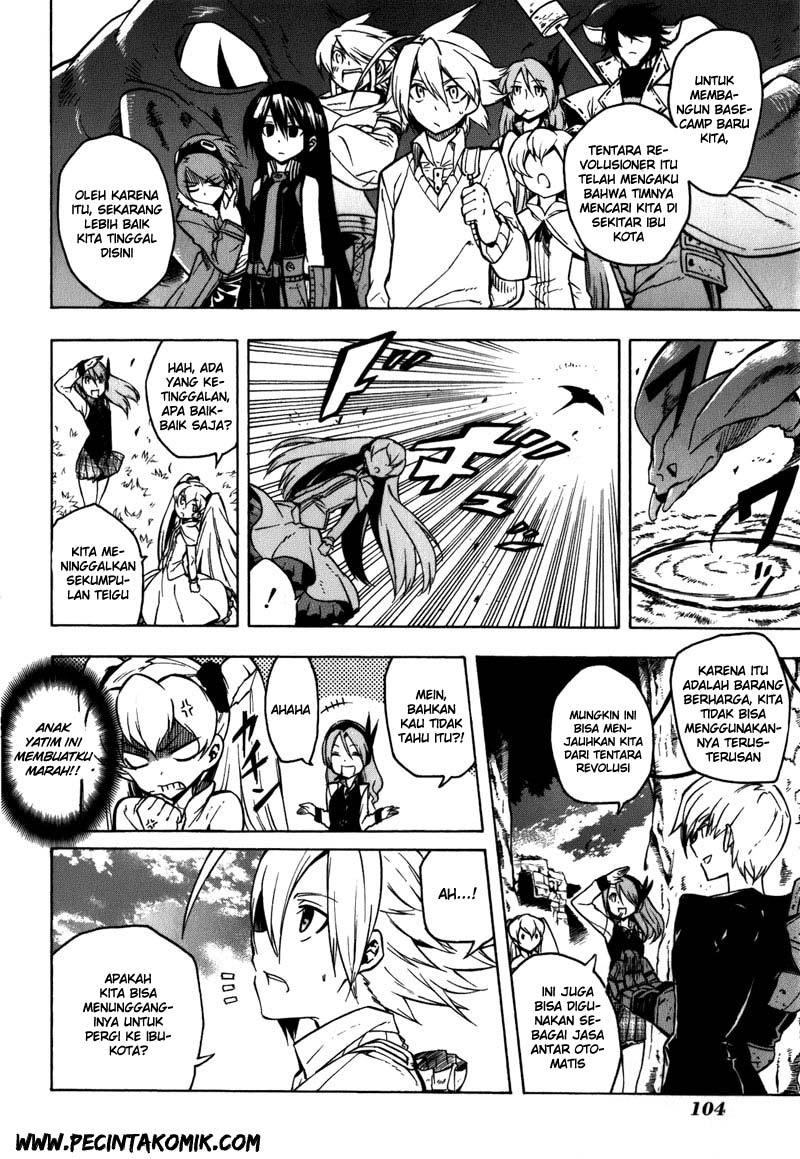 UNTUK
MEMBA-
NGUN BASE-
CAMP BARU
KITA,
TENTARA RE-
VOLUSIONER ITU
TELAH MENGAKU
BAHWA TIMNYA
MENCARI KITA DI
SEKITAR IBU
KOTA
OLEH KARENA
ITU, SEKARANG
LEBIH BAIK
KITA TINGGAL
DISINI
ドギュ
!
HAH, ADA
YANG KE-
TINGGALAN,
APA BAIK-
BAIK SAJA?
KITA ME-
NINGGALKAN
SEKUMPU-
LAN TEIGU
KARENA ITU
ADALAH BARANG
BERHARGA, KITA
TIDAK BISA
MENGGUNAKAN-
NYA TERUS-
TERUSAN
MUNGKIN INI
BISA MEN-
JAUHKAN KITA
DARI TENTARA
REVOLUSI
INI JUGA
BISA DIGU-
NAKAN SE-
BAGAI JASA
ANTAR OTO-
MATIS
MEIN,
BAHKAN
KAU TIDAK
TAHU ITU?!
AHAHA
ANAK
YATIM INI
MEMBUATKU
MARAH!!
AH...!
APAKAH
KITA BISA
MENUNGGANG-
INYA UNTUK
PERGI KE IBU-
KOTA?
104
WWW.PECINTAKOMIK.COM